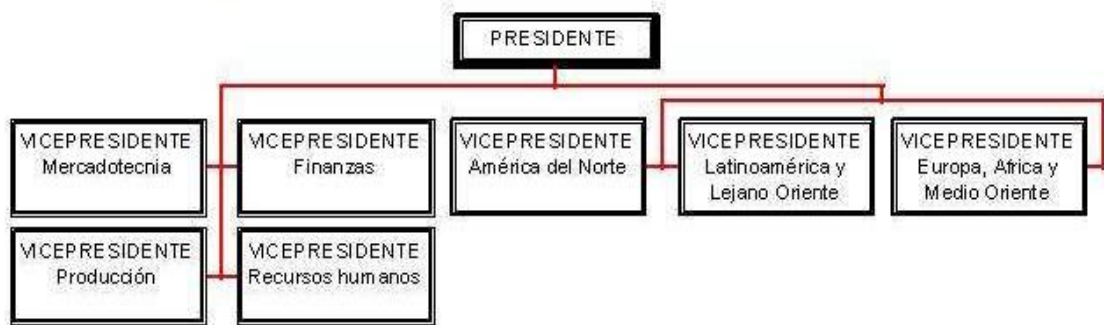 PRESIDENTE
VICEPRESIDENTE
Mercadotecnia
VICEPRESIDENTE
Finanzas
VICEPRESIDENTE
América del Norte
VICEPRESIDENTE
Latinoamérica y
Lejano Oriente
VICEPRESIDENTE
Europa, Africa y
Medio Oriente
VICEPRESIDENTE
Producción
VICEPRESIDENTE
Recursos humanos